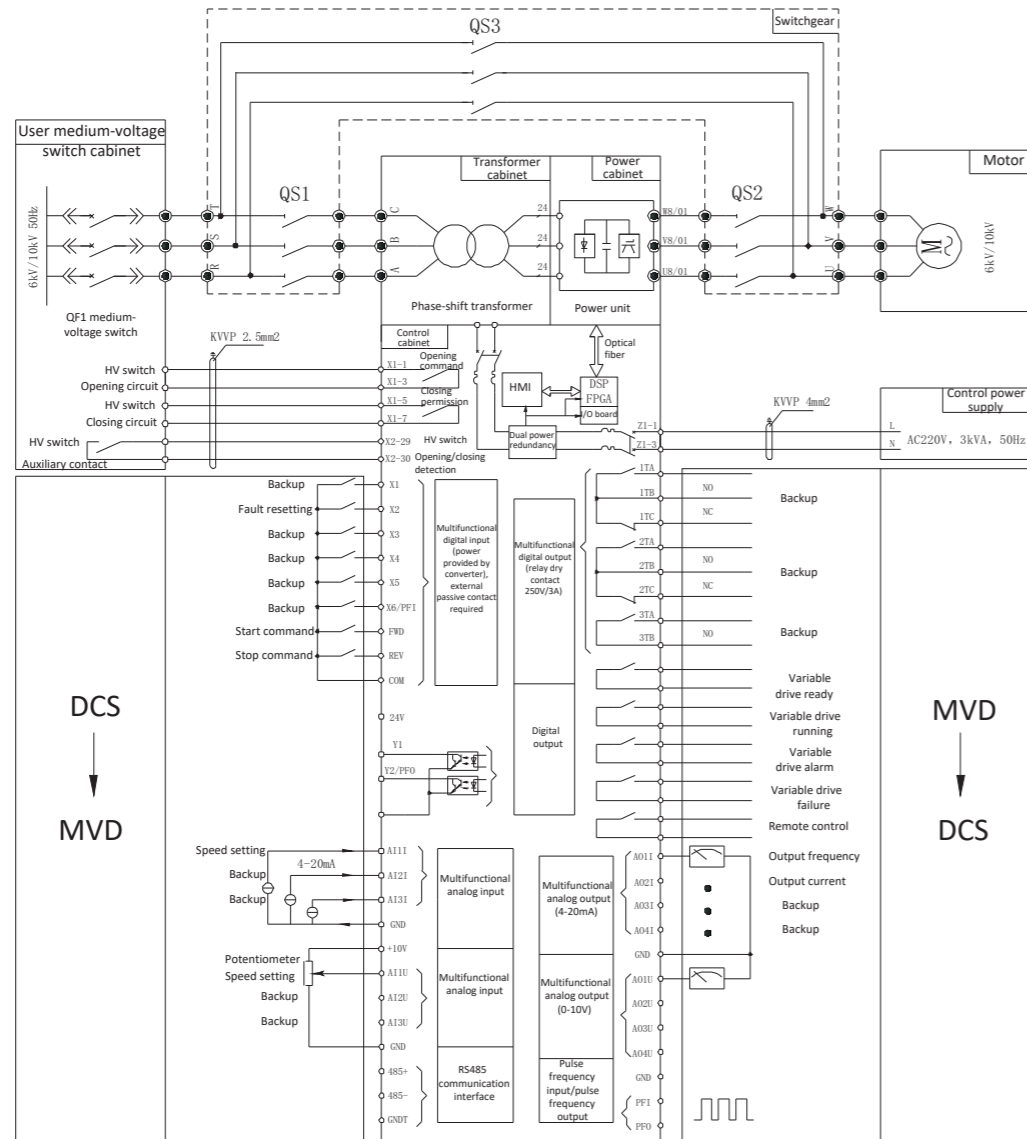 QS3
Switchgear
User medium-voltage
switch cabinet
Transformer
cabinet
Power
cabinet
Motor
QS1
QS2
T
S
R
C
B
A
24
24
24
W8/01
V8/01
U8/01
W
V
U
M
6kV/10kV 50Hz
6kV/10kV
QF1 medium-
voltage switch
Phase-shift transformer
Power unit
KVVP 2.5mm2
Control
cabinet
Optical
fiber
HV switch
Opening circuit
HV switch
Closing circuit
HV switch
Auxiliary contact
X1-1
X1-3
X1-5
X1-7
X2-29
X2-30
Opening
command
Closing
permission
HV switch
Opening/closing
detection
HMI
DSP
FPGA
I/O board
Dual power
redundancy
Z1-1
Z1-3
KVVP 4mm2
Control power
supply
L
N
AC220V, 3kVA, 50Hz
Backup
Fault resetting
Backup
Backup
Backup
Backup
Start command
Stop command
X1
X2
X3
X4
X5
X6/PFI
FWD
REV
COM
24V
Y1
Y2/PFO
Multifunctional
digital input
(power
provided by
converter),
external
passive contact
required
Multifunctional
digital output
(relay dry
contact
250V/3A)
Digital
output
1TA
1TB
1TC
2TA
2TB
2TC
3TA
3TB
NO
NC
NO
NC
NO
Backup
Backup
Backup
Variable
drive ready
Variable drive
running
Variable
drive alarm
Variable drive
failure
Remote control
DCS
MVD
MVD
DCS
Speed setting
Backup
Backup
4-20mA
AI1I
AI2I
AI3I
GND
Multifunctional
analog input
Multifunctional
analog output
(4-20mA)
AO1I
AO2I
AO3I
AO4I
GND
Output frequency
Output current
Backup
Backup
Potentiometer
Speed setting
Backup
Backup
+10V
AI1U
AI2U
AI3U
GND
Multifunctional
analog input
Multifunctional
analog output
(0-10V)
AO1U
AO2U
AO3U
AO4U
GND
485+
485-
GNDT
RS485
communication
interface
Pulse
frequency
input/pulse
frequency
output
PFI
PFO